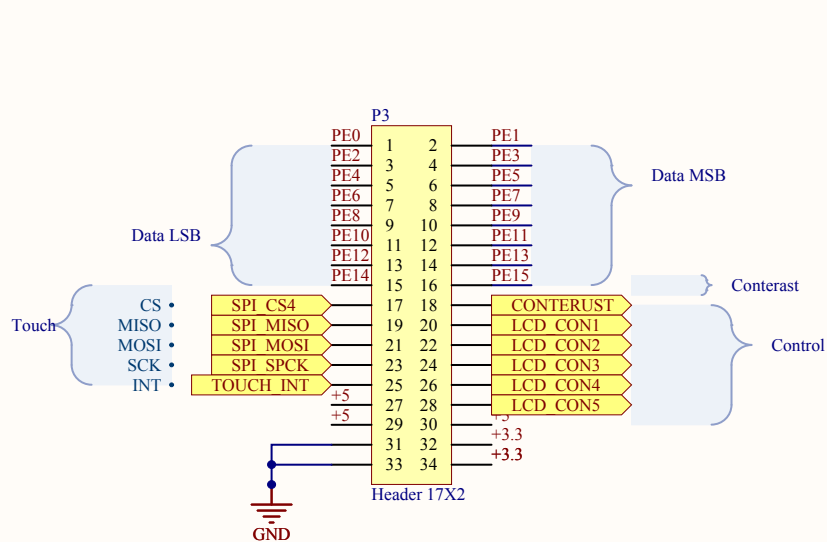 P3
PE0 1 2 PE1
PE2 3 4 PE3
PE4 5 6 PE5
PE6 7 8 PE7
PE8 9 10 PE9
PE10 11 12 PE11
PE12 13 14 PE13
PE14 15 16 PE15
Data LSB
Data MSB
CS SPI_CS4 17 18 CONTERUST
MISO SPI_MISO 19 20 LCD_CON1
MOSI SPI_MOSI 21 22 LCD_CON2
SCK SPI_SPCK 23 24 LCD_CON3
INT TOUCH_INT 25 26 LCD_CON4
+5 27 28 LCD_CON5
+5 29 30 +5
31 32 +3.3
33 34 +3.3
Touch
Conterast
Control
Header 17X2
GND